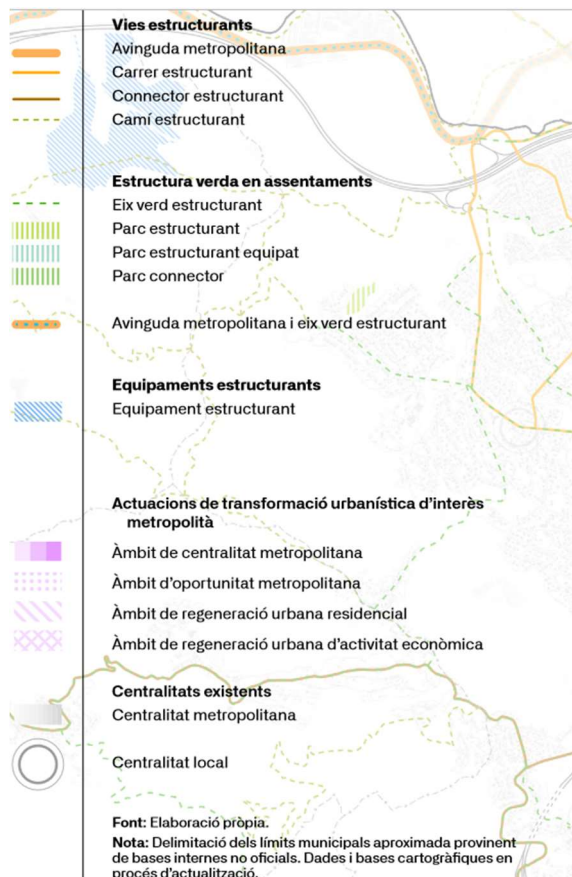 Vies estructurants
Avinguda metropolitana
Carrer estructurant
Connector estructurant
Camí estructurant
Estructura verda en assentaments
Eix verd estructurant
Parc estructurant
Parc estructurant equipat
Parc connector
Avinguda metropolitana i eix verd estructurant
Equipaments estructurants
Equipament estructurant
Actuacions de transformació urbanística d’interès
metropolità
Àmbit de centralitat metropolitana
Àmbit d’oportunitat metropolitana
Àmbit de regeneració urbana residencial
Àmbit de regeneració urbana d’activitat econòmica
Centralitats existents
Centralitat metropolitana
Centralitat local
Font: Elaboració pròpia.
Nota: Delimitació dels límits municipals aproximada provinent
de bases internes no oficials. Dades i bases cartogràfiques en
procés d’actualització.